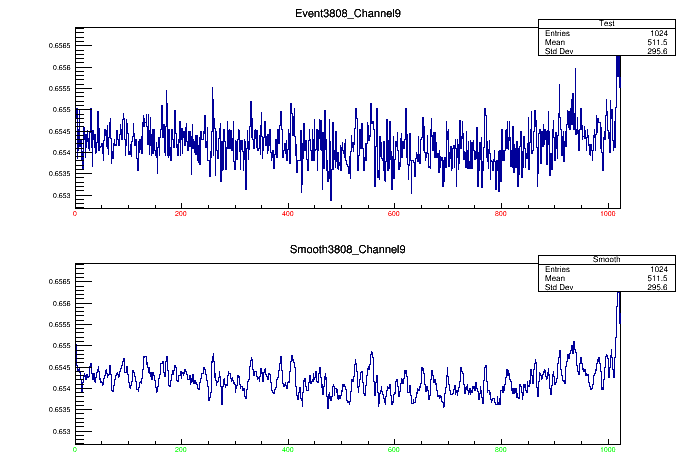 Event3808_Channel9
Test
Entries 1024
Mean 511.5
Std Dev 295.6
0.6565
0.656
0.6555
0.655
0.6545
0.654
0.6535
0.653
0 200 400 600 800 1000
Smooth3808_Channel9
Smooth
Entries 1024
Mean 511.5
Std Dev 295.6
0.6565
0.656
0.6555
0.655
0.6545
0.654
0.6535
0.653
0 200 400 600 800 1000